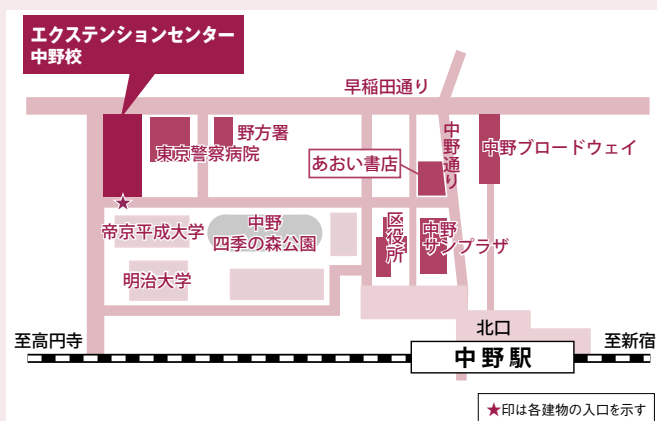 エクステンションセンター
中野校
早稲田通り
野方署
東京警察病院
中野通り
中野ブロードウェイ
あおい書店
★
帝京平成大学
中野
四季の森公園
区役所
中野
サンプラザ
明治大学
北口
至高円寺
中野駅
至新宿
★印は各建物の入口を示す